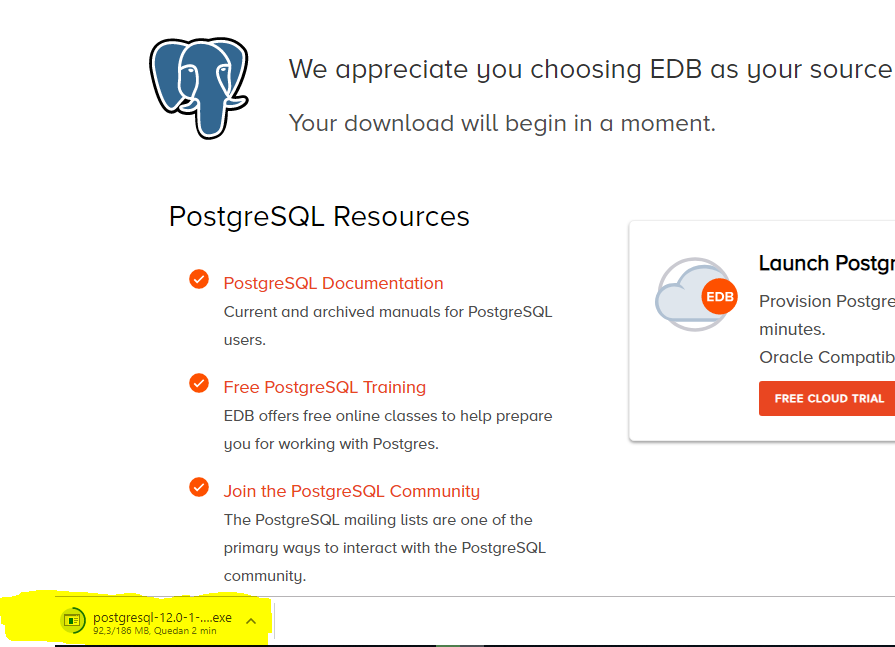 We appreciate you choosing EDB as your source
Your download will begin in a moment.
PostgreSQL Resources
PostgreSQL Documentation
Current and archived manuals for PostgreSQL
users.
Free PostgreSQL Training
EDB offers free online classes to help prepare
you for working with Postgres.
Join the PostgreSQL Community
The PostgreSQL mailing lists are one of the
primary ways to interact with the PostgreSQL
community.
EDB
Launch Postgr
Provision Postgre
minutes.
Oracle Compatib
FREE CLOUD TRIAL
postgresql-12.0-1-....exe
92,3/186 MB, Quedan 2 min